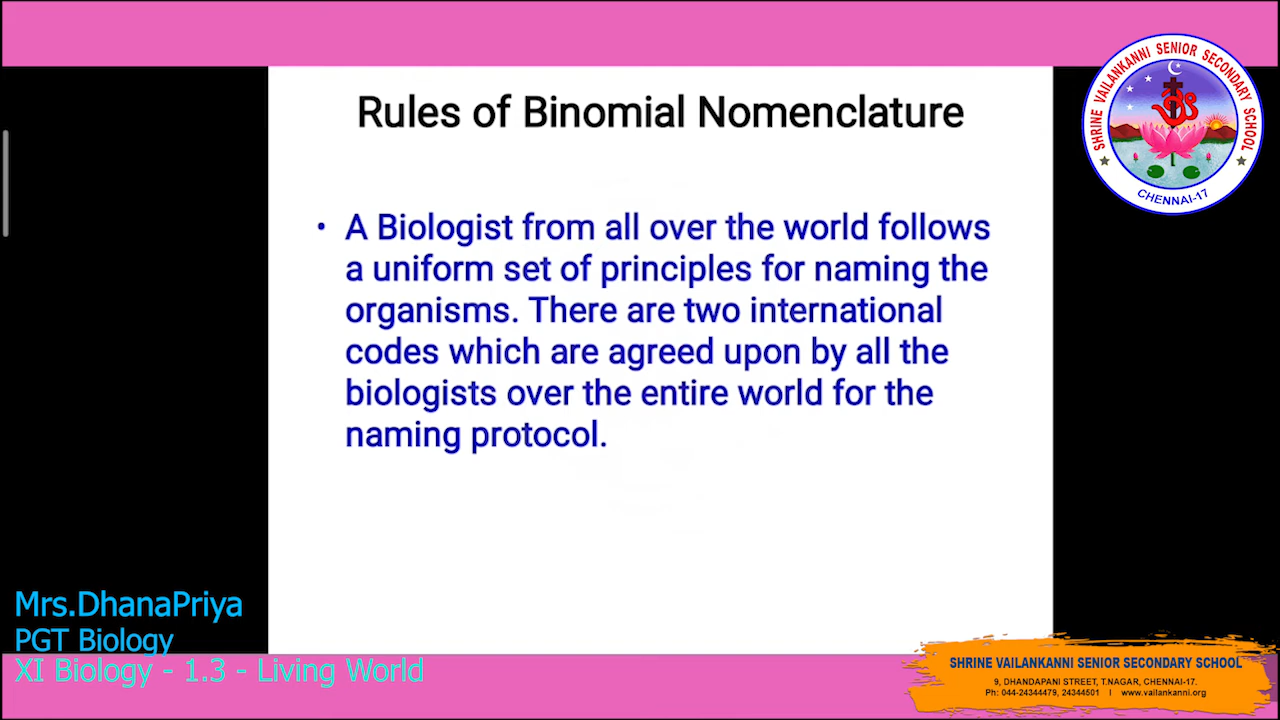 Rules of Binomial Nomenclature
• A Biologist from all over the world follows
a uniform set of principles for naming the
organisms. There are two international
codes which are agreed upon by all the
biologists over the entire world for the
naming protocol.
SHRINE VAILANKANNI SENIOR SECONDARY SCHOOL
CHENNAI-17
Mrs.DhanaPriya
PGT Biology
XI Biology - 1.3 - Living World
SHRINE VAILANKANNI SENIOR SECONDARY SCHOOL
9, DHANDAPANI STREET, T.NAGAR, CHENNAI-17.
Ph: 044-24344479, 24344501 | www.vailankanni.org